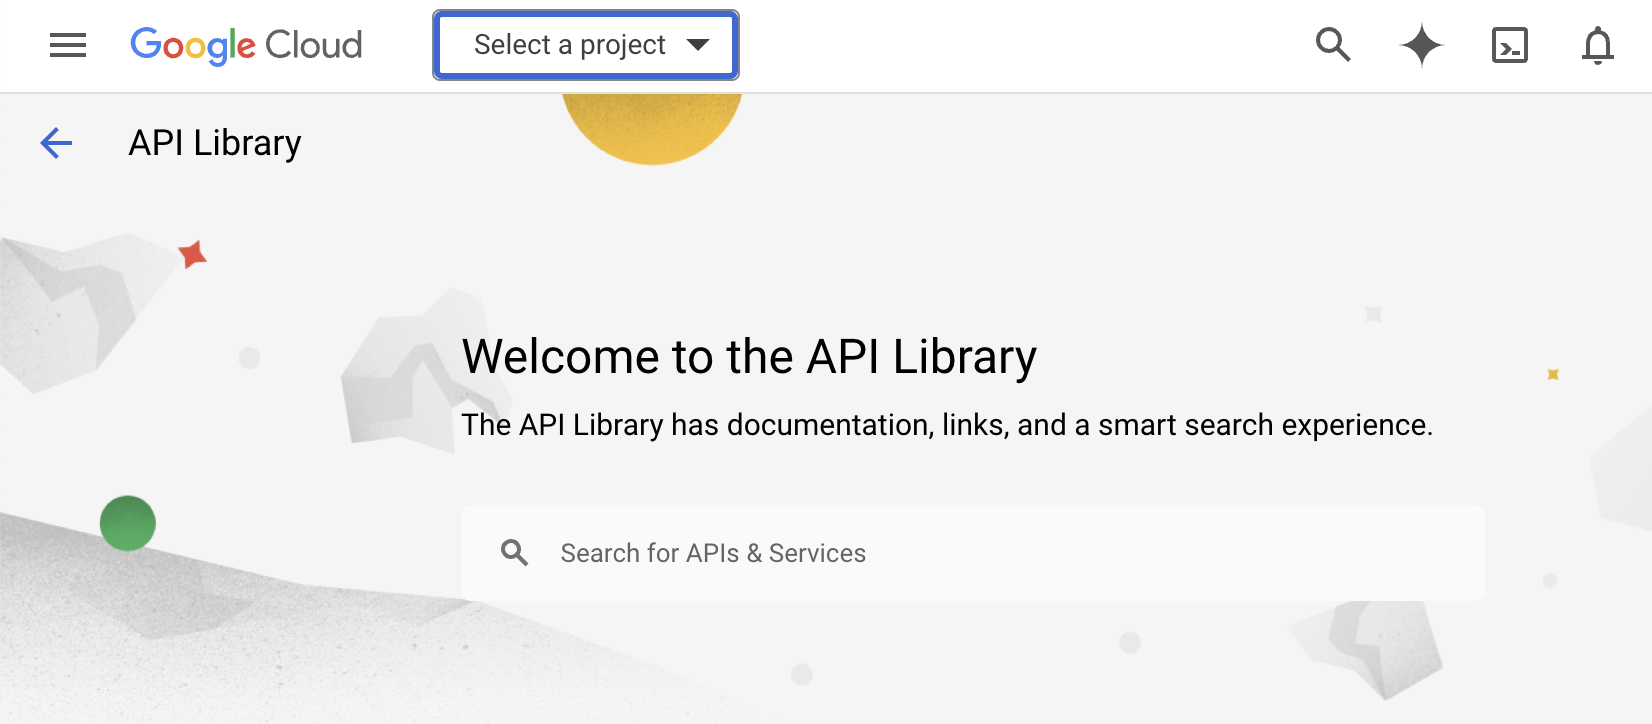 Google Cloud
Select a project
API Library
Welcome to the API Library
The API Library has documentation, links, and a smart search experience.
Search for APIs & Services